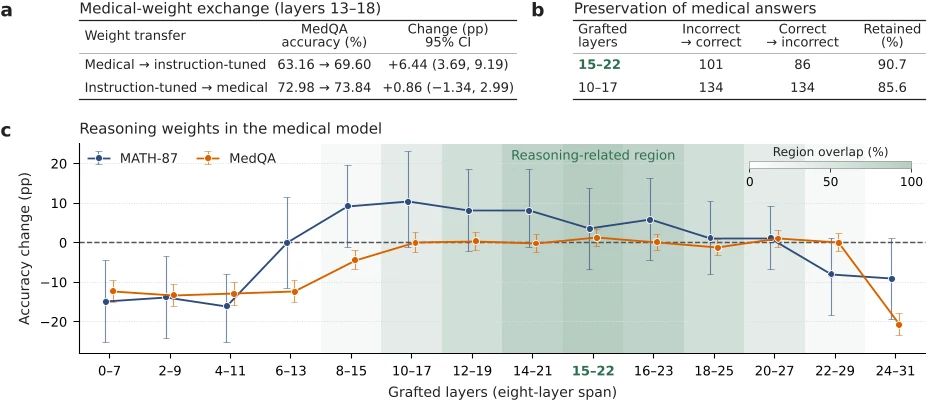 a Medical-weight exchange (layers 13–18)
Weight transfer MedQA accuracy (%) Change (pp) 95% CI
Medical → instruction-tuned 63.16 → 69.60 +6.44 (3.69, 9.19)
Instruction-tuned → medical 72.98 → 73.84 +0.86 (−1.34, 2.99)
b Preservation of medical answers
Grafted layers Incorrect → correct Correct → incorrect Retained (%)
15–22 101 86 90.7
10–17 134 134 85.6
c Reasoning weights in the medical model
MATH-87 MedQA
Reasoning-related region
Region overlap (%)
0 50 100
Accuracy change (pp)
20
10
0
−10
−20
0–7 2–9 4–11 6–13 8–15 10–17 12–19 14–21 15–22 16–23 18–25 20–27 22–29 24–31
Grafted layers (eight-layer span)